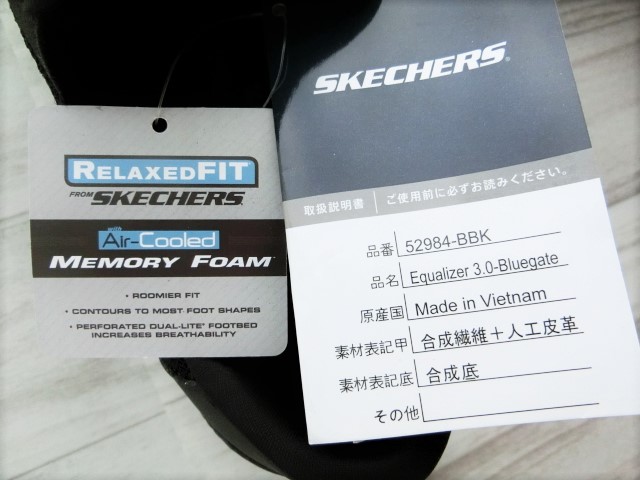 RELAXEDFIT
FROM SKECHERS
with
Air-Cooled
MEMORY FOAM
• ROOMIER FIT
• CONTOURS TO MOST FOOT SHAPES
• PERFORATED DUAL-LITE® FOOTBED
INCREASES BREATHABILITY
SKECHERS®
取扱説明書 ご使用前に必ずお読みください。
品番 52984-BBK
品名 Equalizer 3.0-Bluegate
原産国 Made in Vietnam
素材表記甲 合成繊維+人工皮革
素材表記底 合成底
その他